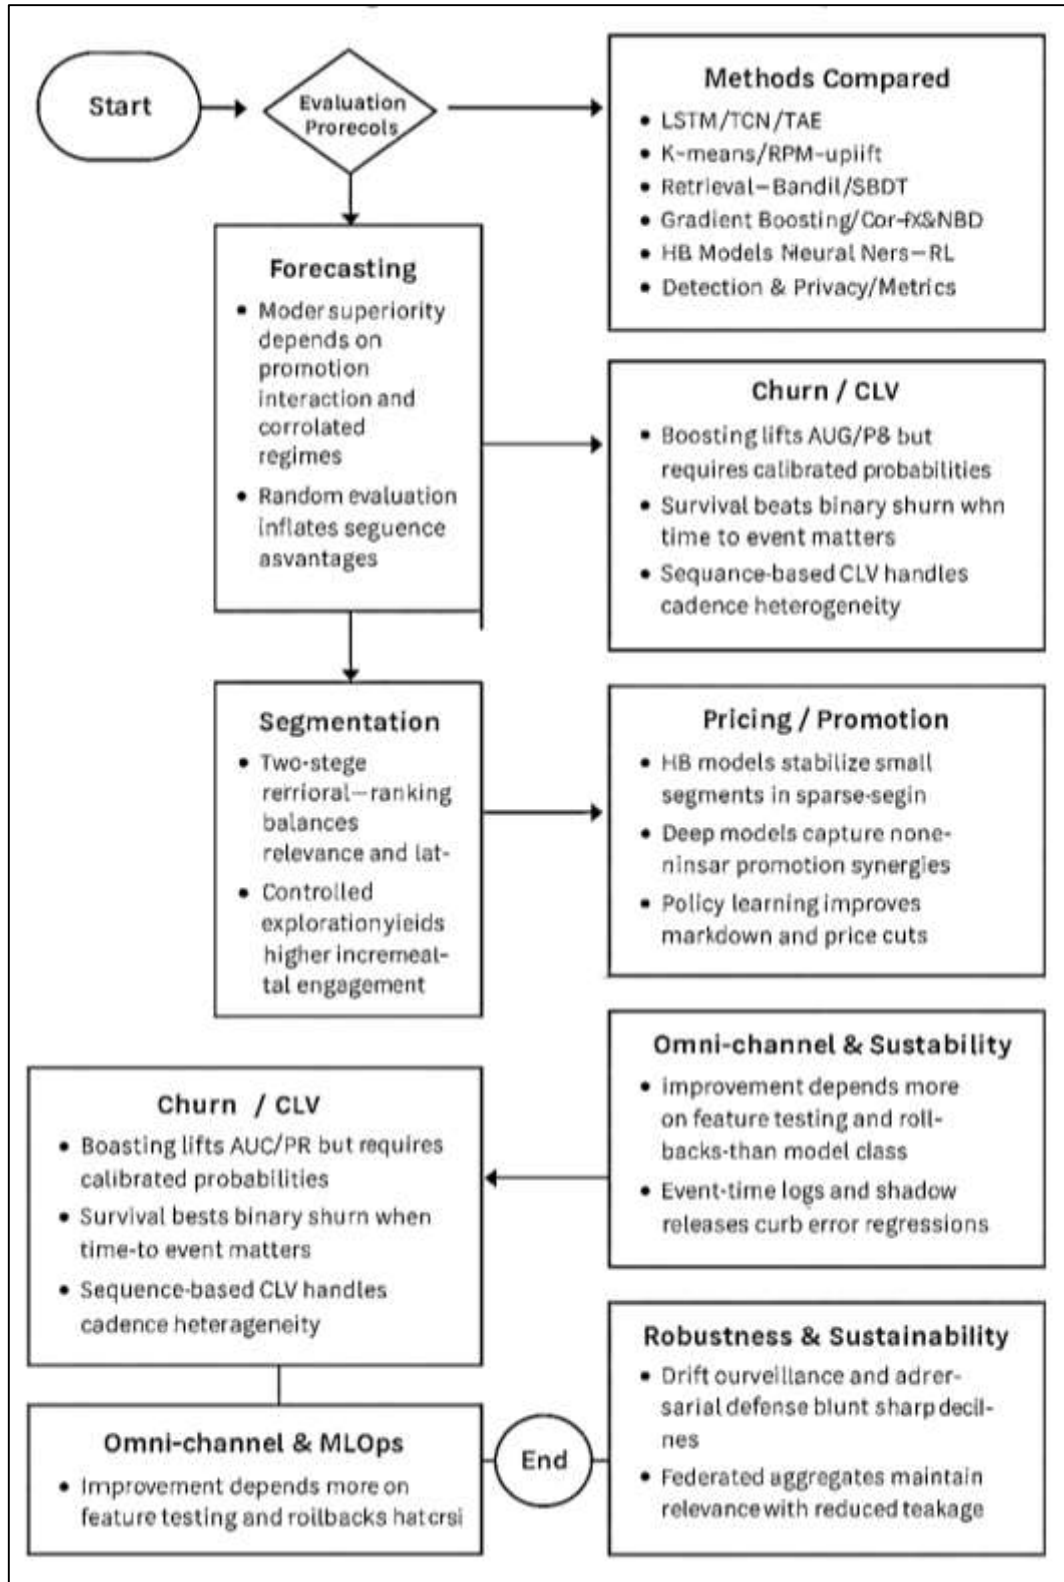 Start
Evaluation
Prorecols
Methods Compared
• LSTM/TCN/TAE
• K-means/RPM-uplift
• Retrieval—Bandil/SBDT
• Gradient Boosting/Cor-fX&NBD
• HB Models Neural Ners—RL
• Detection & Privacy/Metrics
Forecasting
• Moder superiority
depends on
promotion
interaction and
corrolated
regimes
• Random evaluation
inflates seguence
asvantages
Churn / CLV
• Boosting lifts AUG/P8 but
requires calibrated probabilities
• Survival beats binary shurn whn
time to event matters
• Sequance-based CLV handles
cadence heterogeneity
Segmentation
• Two-stege
rerrioral—ranking
balances
relevance and lat-
• Controlled
explorationyieids
higher incremeal-
tal engagement
Pricing / Promotion
• HB models stabilize small
segments in sparse-segin
• Deep models capture none-
ninsar promotion synergies
• Policy learning improves
markdown and price cuts
Omni-channel & Sustability
• improvement depends more
on feature testing and roll-
backs-than model class
• Event-time logs and shadow
releases curb error regressions
Churn / CLV
• Boasting lifts AUC/PR but requires
calibrated probabilities
• Survival bests binary shurn when
time-to event matters
• Sequence-based CLV handles
cadence heterageneity
Robustness & Sustainability
• Drift ourveillance and adrer-
sarial defense blunt sharp decil-
nes
• Federated aggregates maintain
relevance with reduced teakage
Omni-channel & MLOps
• Improvement depends more on
feature testing and roilbacks hatcrsi
End